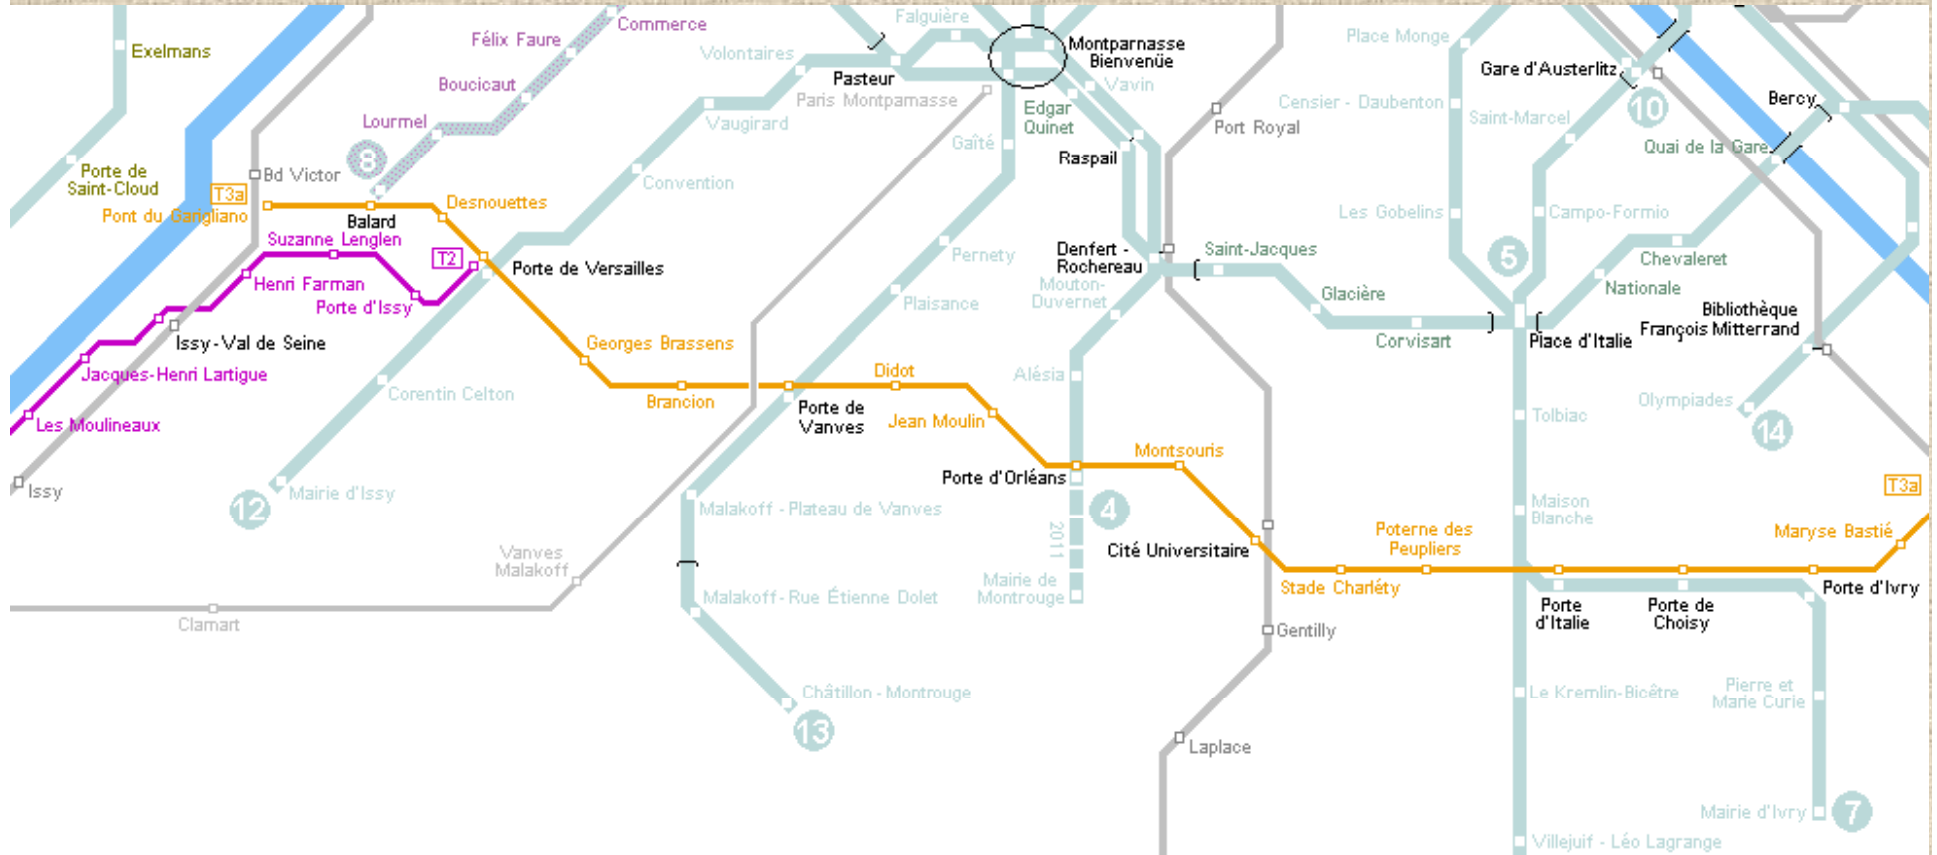 Exelmans
Porte de
Saint-Cloud
Félix Faure
Commerce
Boucicaut
Lourmel
8
Bd Victor
T3a
Pont du Garigliano
Balard
Desnouettes
Suzanne Lenglen
T2
Henri Farman
Porte d'Issy
Porte de Versailles
Issy-Val de Seine
Jacques-Henri Lartigue
Les Moulineaux
Issy
Corentin Celton
12
Mairie d'Issy
Clamart
Vanves
Malakoff
Falguière
Volontaires
Pasteur
Paris Montparnasse
Vaugirard
Convention
Montparnasse
Bienvenüe
Vavin
Edgar
Quinet
Gaîté
Raspail
Pernety
Plaisance
Denfert -
Rochereau
Mouton-
Duvernet
Alésia
Georges Brassens
Brancion
Porte de
Vanves
Didot
Jean Moulin
Porte d'Orléans
4
2011
Mairie de
Montrouge
Malakoff - Plateau de Vanves
Malakoff - Rue Étienne Dolet
Châtillon - Montrouge
13
Montsouris
Cité Universitaire
Stade Charléty
Gentilly
Laplace
Port Royal
Saint-Jacques
Glacière
Corvisart
Place Monge
Censier - Daubenton
Les Gobelins
5
Gare d'Austerlitz
10
Saint-Marcel
Campo-Formio
Bercy
Quai de la Gare
Chevaleret
Nationale
Place d'Italie
Bibliothèque
François Mitterrand
Olympiades
14
Tolbiac
Maison
Blanche
Poterne des
Peupliers
T3a
Maryse Bastié
Porte d'Ivry
Porte
d'Italie
Porte de
Choisy
Le Kremlin-Bicêtre
Pierre et
Marie Curie
Mairie d'Ivry
7
Villejuif - Léo Lagrange